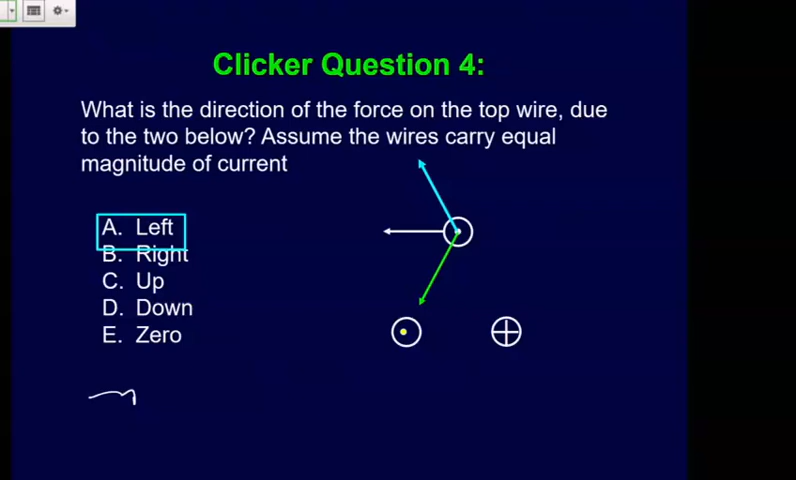 Clicker Question 4:
What is the direction of the force on the top wire, due
to the two below? Assume the wires carry equal
magnitude of current
A. Left
B. Right
C. Up
D. Down
E. Zero